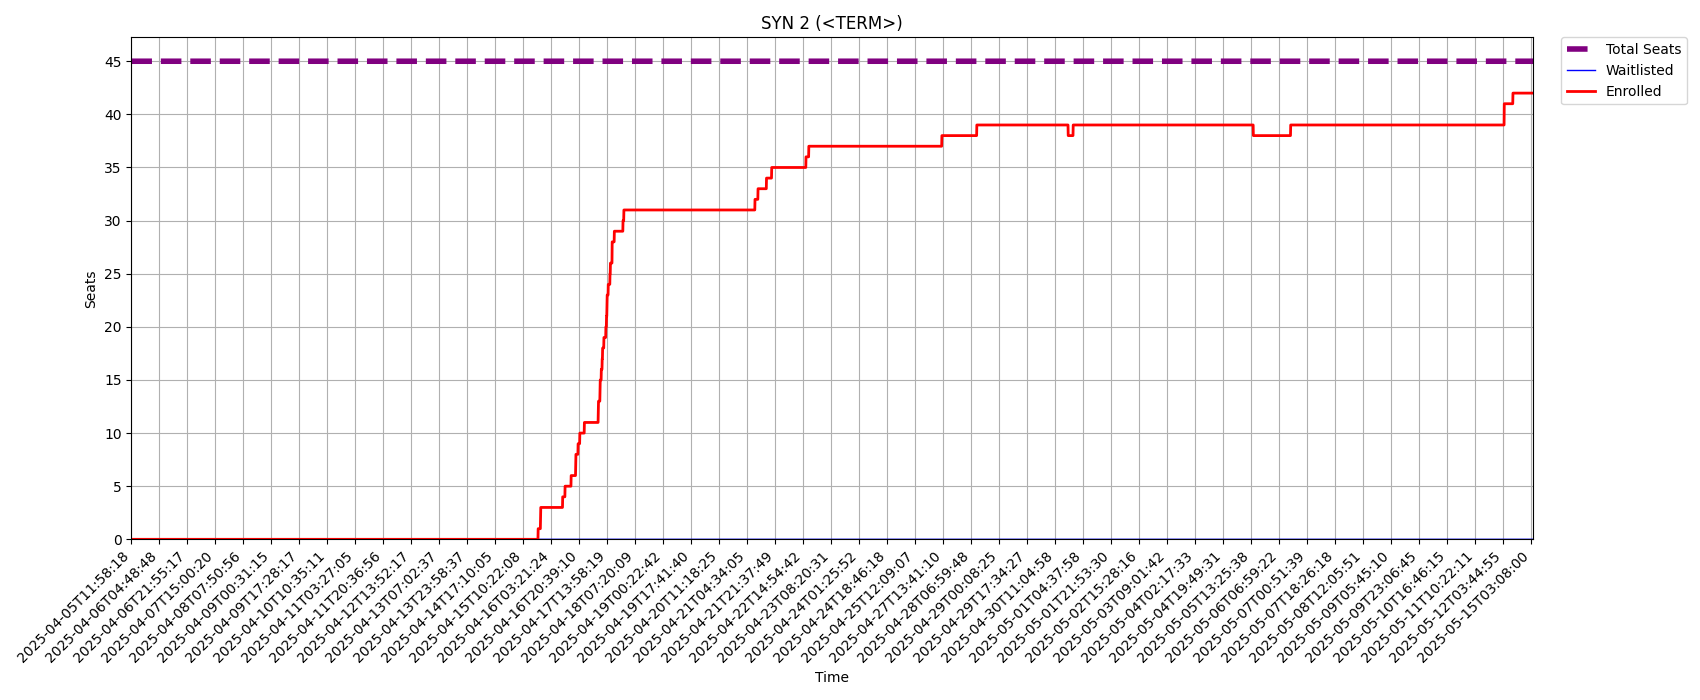 SYN 2 (<TERM>)
Total Seats
Waitlisted
Enrolled
Seats
45
40
35
30
25
20
15
10
5
0
2025-04-05T11:58:18
2025-04-06T04:48:48
2025-04-06T21:55:17
2025-04-07T15:00:20
2025-04-08T07:50:56
2025-04-09T00:31:15
2025-04-09T17:28:17
2025-04-10T10:35:11
2025-04-11T03:27:05
2025-04-11T20:36:56
2025-04-12T13:52:17
2025-04-13T07:02:37
2025-04-13T23:58:37
2025-04-14T17:10:05
2025-04-15T10:22:08
2025-04-16T03:21:24
2025-04-16T20:39:10
2025-04-17T13:58:19
2025-04-18T07:20:09
2025-04-19T00:22:42
2025-04-19T17:41:40
2025-04-20T11:18:25
2025-04-21T04:34:05
2025-04-21T21:37:49
2025-04-22T14:54:42
2025-04-23T08:20:31
2025-04-24T01:25:52
2025-04-24T18:46:18
2025-04-25T12:09:07
2025-04-27T13:41:10
2025-04-28T06:59:48
2025-04-29T00:08:25
2025-04-29T17:34:27
2025-04-30T11:04:58
2025-05-01T04:37:58
2025-05-01T21:53:30
2025-05-02T15:28:16
2025-05-03T09:01:42
2025-05-04T02:17:33
2025-05-04T19:49:31
2025-05-05T13:25:38
2025-05-06T06:59:22
2025-05-07T00:51:39
2025-05-07T18:26:18
2025-05-08T12:05:51
2025-05-09T05:45:10
2025-05-09T23:06:45
2025-05-10T16:46:15
2025-05-11T10:22:11
2025-05-12T03:44:55
2025-05-15T03:08:00
Time